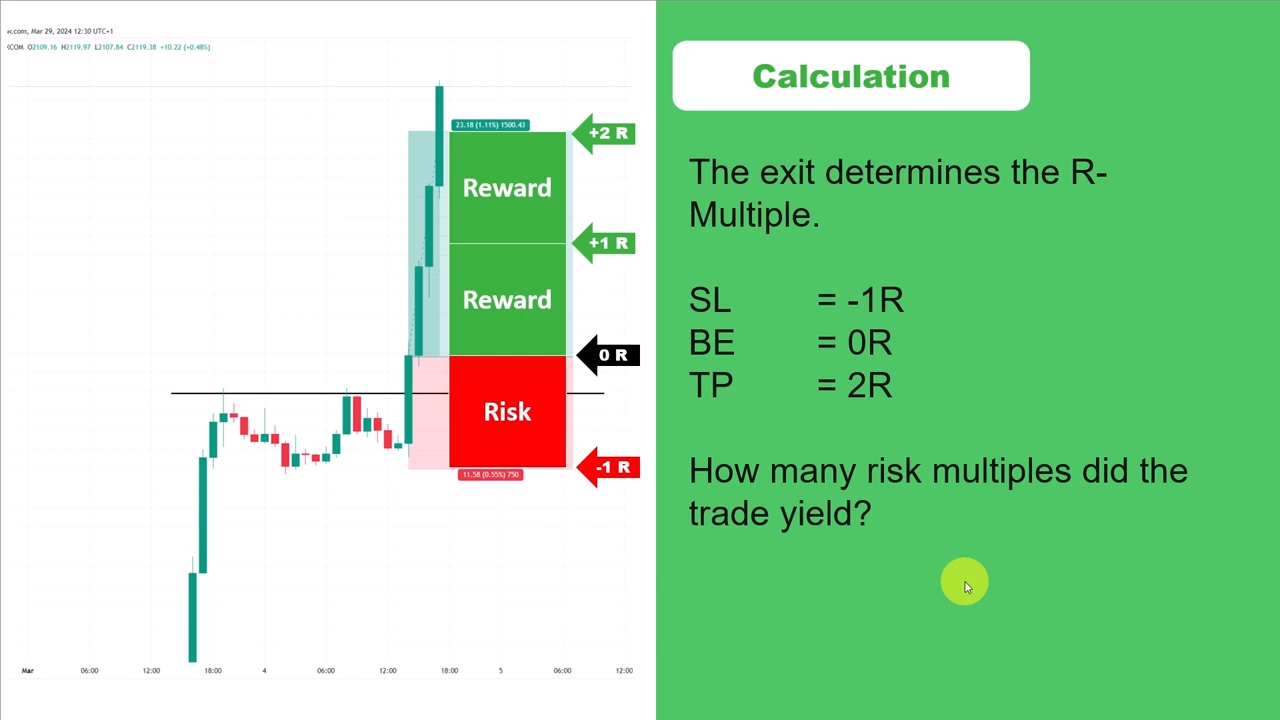 w.com, Mar 29, 2024 12:30 UTC+1
COM O2109.16 H2119.97 L2107.84 C2119.38 +10.22 (+0.48%)
Calculation
23.18 (1.11%) 1500.43
+2 R
The exit determines the R-
Multiple.
Reward
+1 R
Reward
SL = -1R
BE = 0R
TP = 2R
0 R
Risk
-1 R
11.58 (0.55%) 750
How many risk multiples did the
trade yield?
Mar 06:00 12:00 18:00 4 06:00 12:00 18:00 5 06:00 12:00